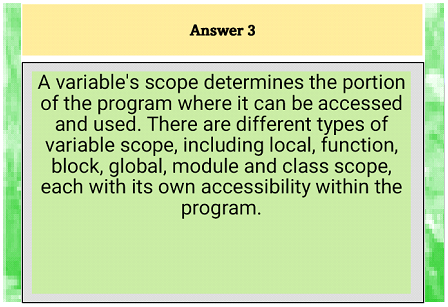 Answer 3
A variable's scope determines the portion
of the program where it can be accessed
and used. There are different types of
variable scope, including local, function,
block, global, module and class scope,
each with its own accessibility within the
program.